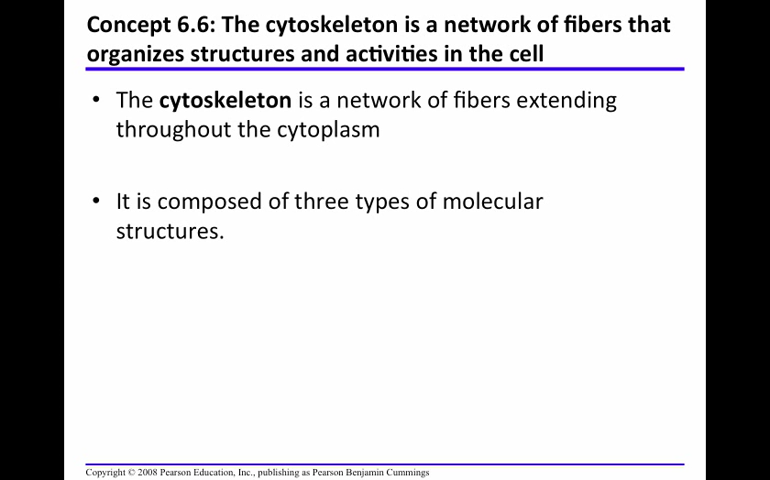 Concept 6.6: The cytoskeleton is a network of fibers that
organizes structures and activities in the cell
• The cytoskeleton is a network of fibers extending
throughout the cytoplasm
• It is composed of three types of molecular
structures.
Copyright © 2008 Pearson Education, Inc., publishing as Pearson Benjamin Cummings